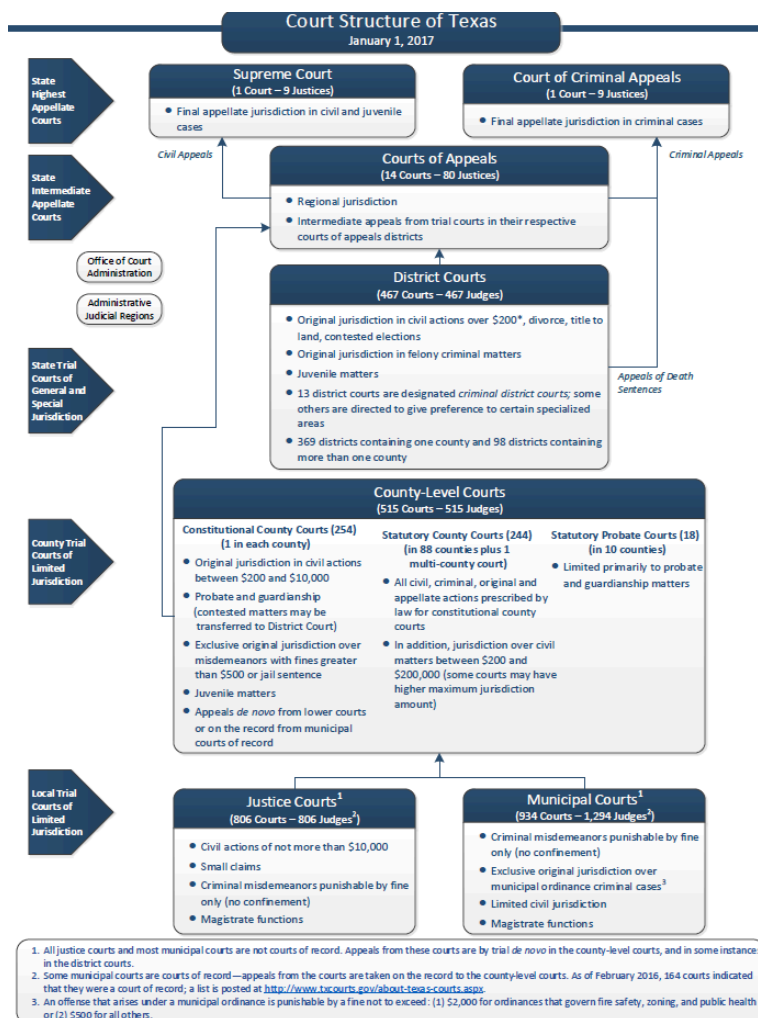 Court Structure of Texas
January 1, 2017
State
Highest
Appellate
Courts
Supreme Court
(1 Court – 9 Justices)
• Final appellate jurisdiction in civil and juvenile
cases
Court of Criminal Appeals
(1 Court – 9 Justices)
• Final appellate jurisdiction in criminal cases
Civil Appeals
Criminal Appeals
State
Intermediate
Appellate
Courts
Courts of Appeals
(14 Courts – 80 Justices)
• Regional jurisdiction
• Intermediate appeals from trial courts in their respective
courts of appeals districts
Office of Court
Administration
Administrative
Judicial Regions
State Trial
Courts of
General and
Special
Jurisdiction
District Courts
(467 Courts – 467 Judges)
• Original jurisdiction in civil actions over $200*, divorce, title to
land, contested elections
• Original jurisdiction in felony criminal matters
• Juvenile matters
• 13 district courts are designated criminal district courts; some
others are directed to give preference to certain specialized
areas
• 369 districts containing one county and 98 districts containing
more than one county
Appeals of Death
Sentences
County Trial
Courts of
Limited
Jurisdiction
County-Level Courts
(515 Courts – 515 Judges)
Constitutional County Courts (254)
(1 in each county)
• Original jurisdiction in civil actions
between $200 and $10,000
• Probate and guardianship
(contested matters may be
transferred to District Court)
• Exclusive original jurisdiction over
misdemeanors with fines greater
than $500 or jail sentence
• Juvenile matters
• Appeals de novo from lower courts
or on the record from municipal
courts of record
Statutory County Courts (244)
(in 88 counties plus 1
multi-county court)
• All civil, criminal, original and
appellate actions prescribed by
law for constitutional county
courts
• In addition, jurisdiction over civil
matters between $200 and
$200,000 (some courts may have
higher maximum jurisdiction
amount)
Statutory Probate Courts (18)
(in 10 counties)
• Limited primarily to probate
and guardianship matters
Local Trial
Courts of
Limited
Jurisdiction
Justice Courts1
(806 Courts – 806 Judges2)
• Civil actions of not more than $10,000
• Small claims
• Criminal misdemeanors punishable by fine
only (no confinement)
• Magistrate functions
Municipal Courts1
(934 Courts – 1,294 Judges2)
• Criminal misdemeanors punishable by fine
only (no confinement)
• Exclusive original jurisdiction over
municipal ordinance criminal cases3
• Limited civil jurisdiction
• Magistrate functions
1. All justice courts and most municipal courts are not courts of record. Appeals from these courts are by trial de novo in the county-level courts, and in some instance
in the district courts.
2. Some municipal courts are courts of record—appeals from the courts are taken on the record to the county-level courts. As of February 2016, 164 courts indicated
that they were a court of record; a list is posted at http://www.txcourts.gov/about-texas-courts.aspx.
3. An offense that arises under a municipal ordinance is punishable by a fine not to exceed: (1) $2,000 for ordinances that govern fire safety, zoning, and public health
or (2) $500 for all others.